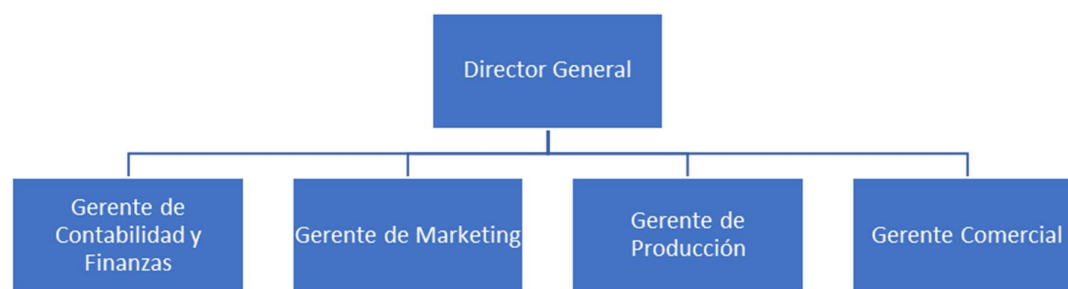 Director General
Gerente de
Contabilidad y
Finanzas
Gerente de Marketing
Gerente de
Producción
Gerente Comercial